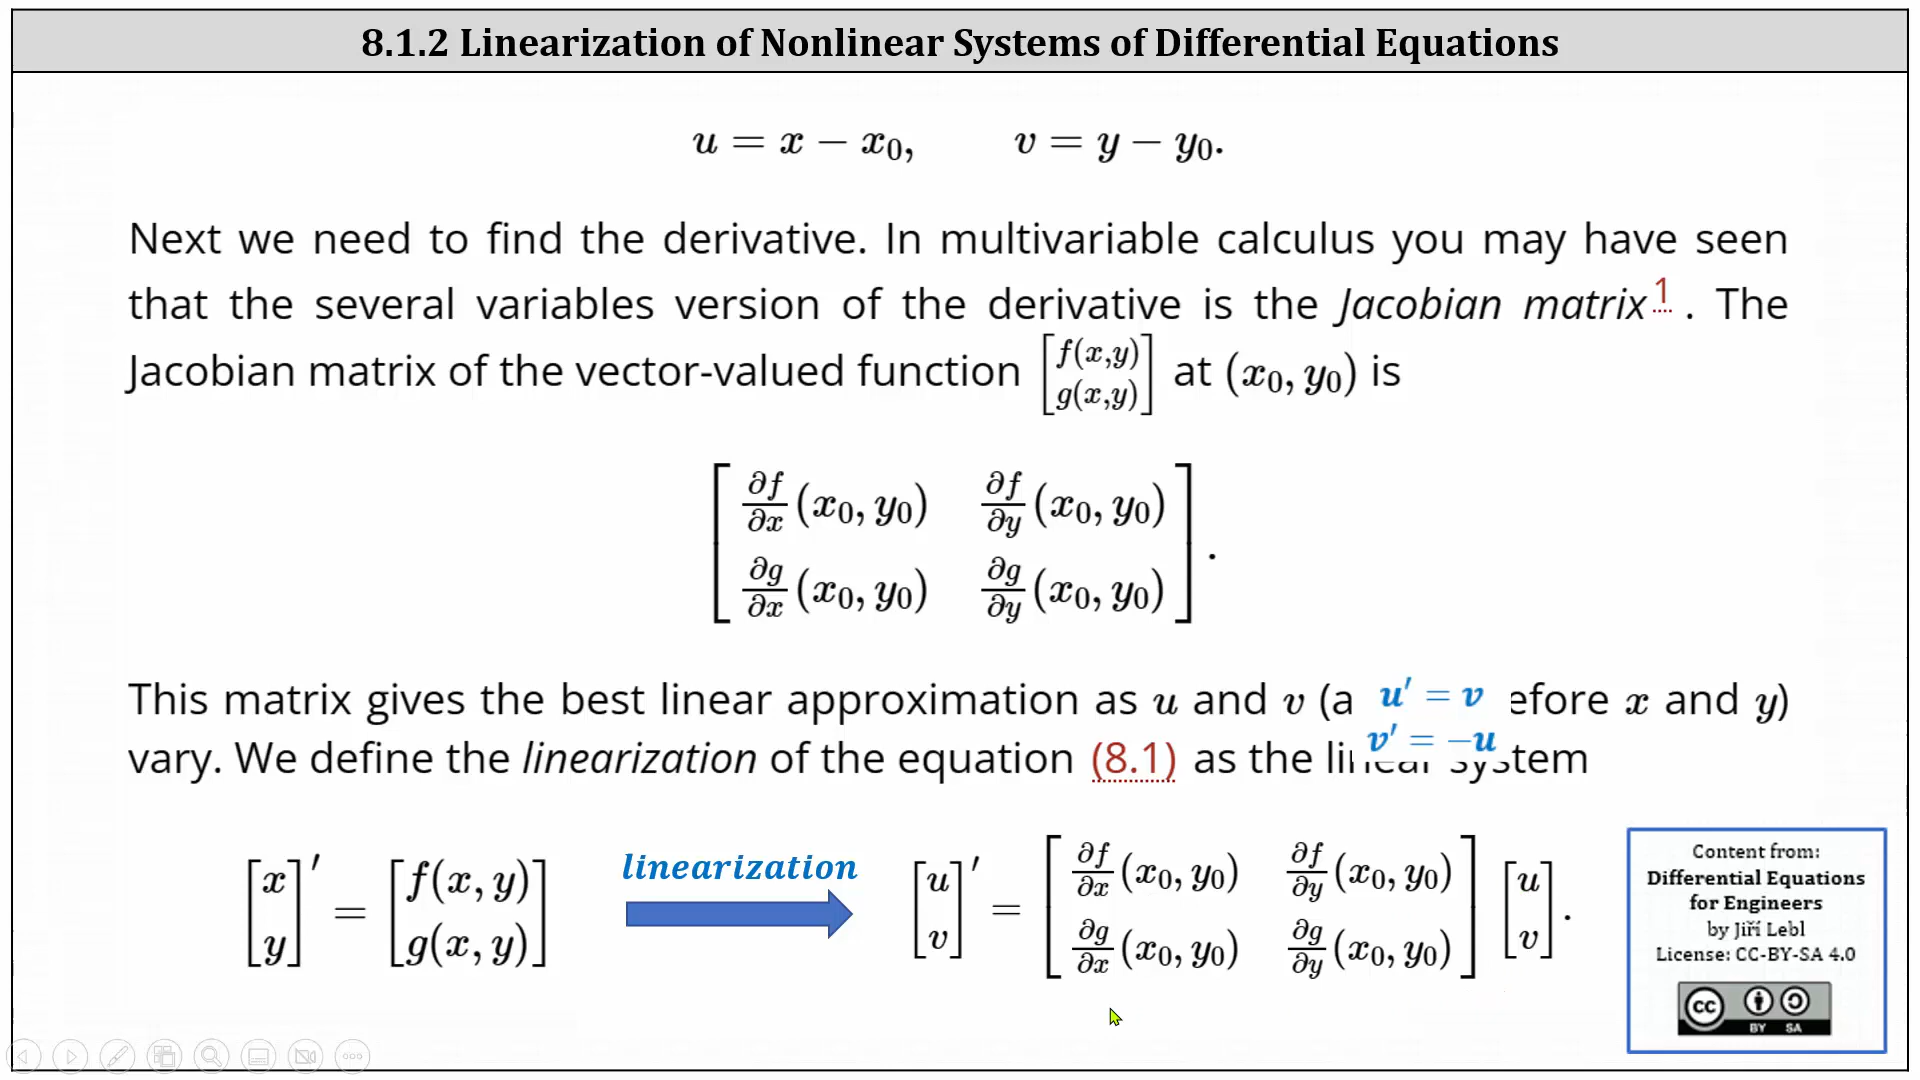 8.1.2 Linearization of Nonlinear Systems of Differential Equations
u = x − x₀, v = y − y₀.
Next we need to find the derivative. In multivariable calculus you may have seen
that the several variables version of the derivative is the Jacobian matrix¹ . The
Jacobian matrix of the vector-valued function [f(x,y) g(x,y)] at (x₀, y₀) is
[ ∂f/∂x (x₀, y₀) ∂f/∂y (x₀, y₀)
∂g/∂x (x₀, y₀) ∂g/∂y (x₀, y₀) ] .
This matrix gives the best linear approximation as u and v (a u′ = v efore x and y)
vary. We define the linearization of the equation (8.1) as the linear system
v′ = −u
[x y]′ = [f(x, y) g(x, y)]
linearization
[u v]′ = [ ∂f/∂x (x₀, y₀) ∂f/∂y (x₀, y₀)
∂g/∂x (x₀, y₀) ∂g/∂y (x₀, y₀) ] [u v] .
Content from:
Differential Equations
for Engineers
by Jiří Lebl
License: CC-BY-SA 4.0
cc
BY SA